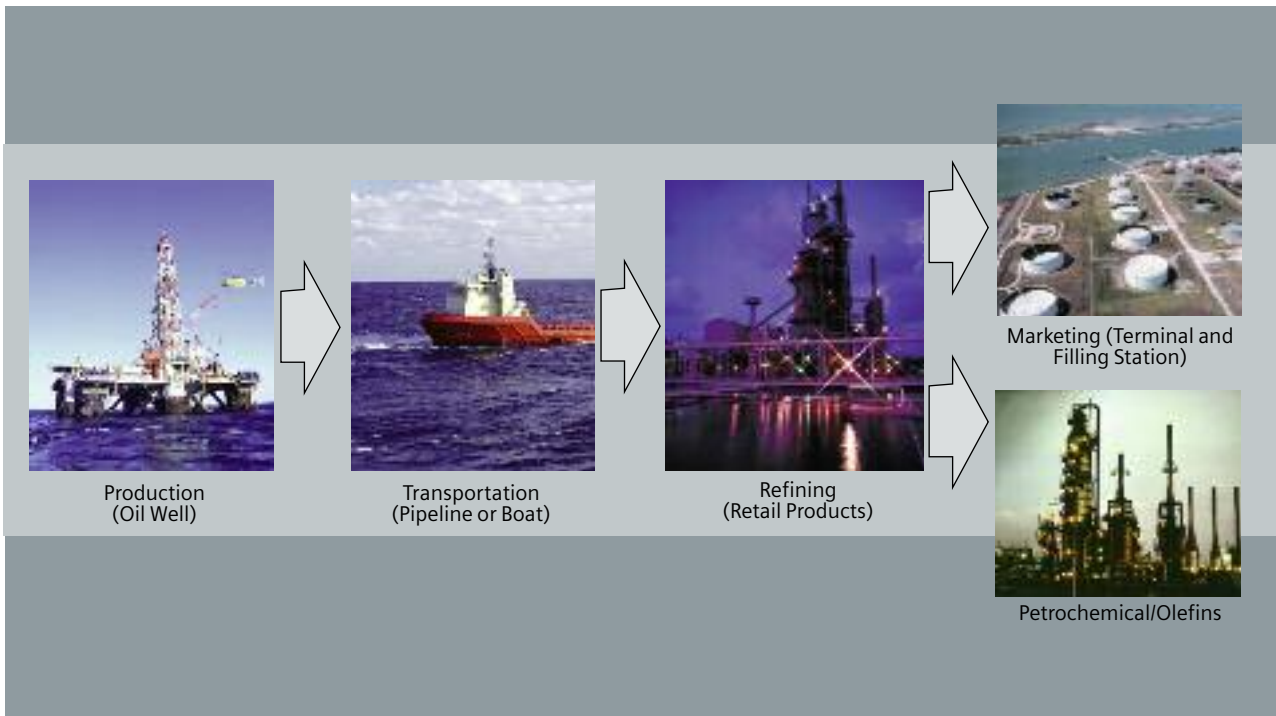 Production
(Oil Well)
Transportation
(Pipeline or Boat)
Refining
(Retail Products)
Marketing (Terminal and
Filling Station)
Petrochemical/Olefins